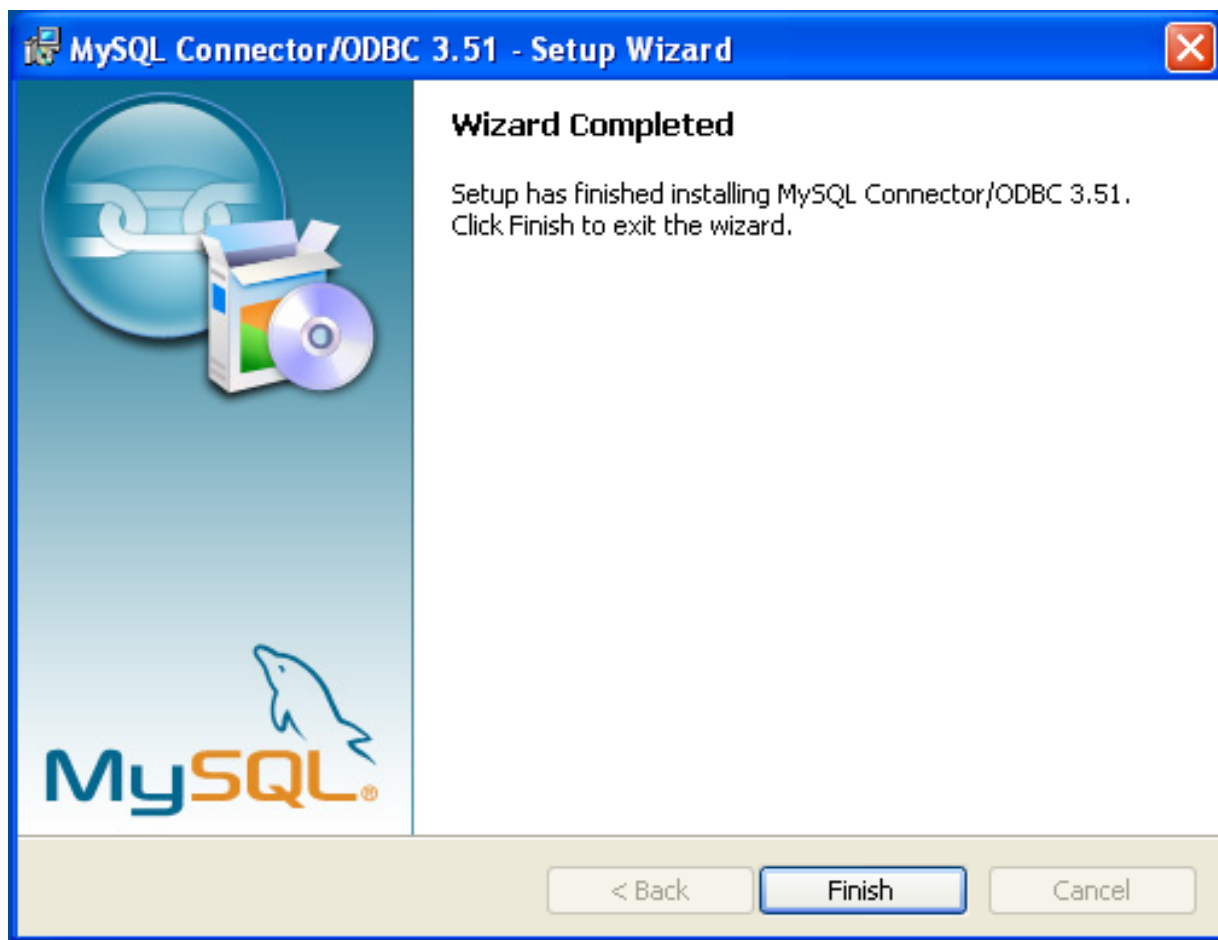 MySQL Connector/ODBC 3.51 - Setup Wizard
Wizard Completed
Setup has finished installing MySQL Connector/ODBC 3.51.
Click Finish to exit the wizard.
MySQL®
< Back
Finish
Cancel